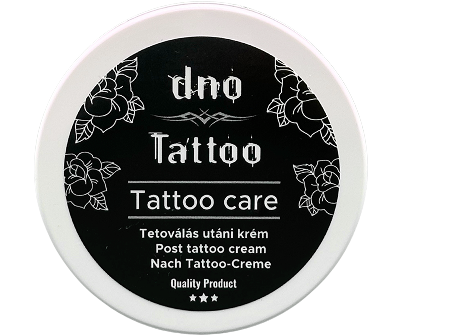 dno
Tattoo
Tattoo care
Tetoválás utáni krém
Post tattoo cream
Nach Tattoo-Creme
Quality Product